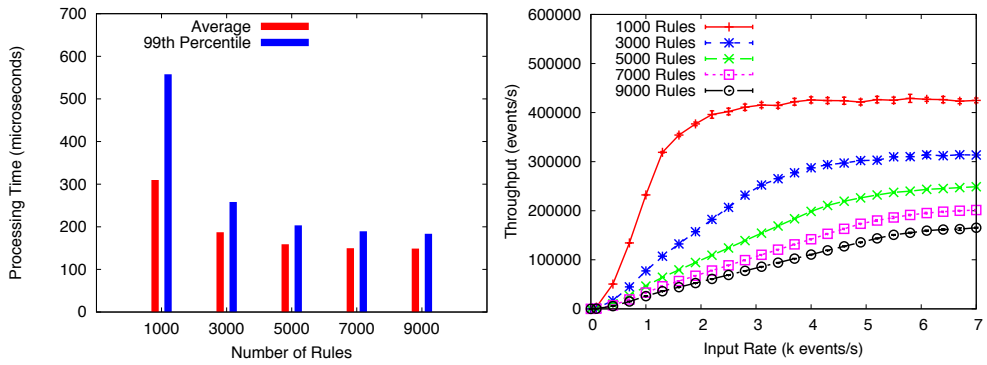 700
600
500
400
300
200
100
0
Processing Time (microseconds)
Average
99th Percentile
1000 3000 5000 7000 9000
Number of Rules
600000
500000
400000
300000
200000
100000
0
Throughput (events/s)
1000 Rules
3000 Rules
5000 Rules
7000 Rules
9000 Rules
0 1 2 3 4 5 6 7
Input Rate (k events/s)